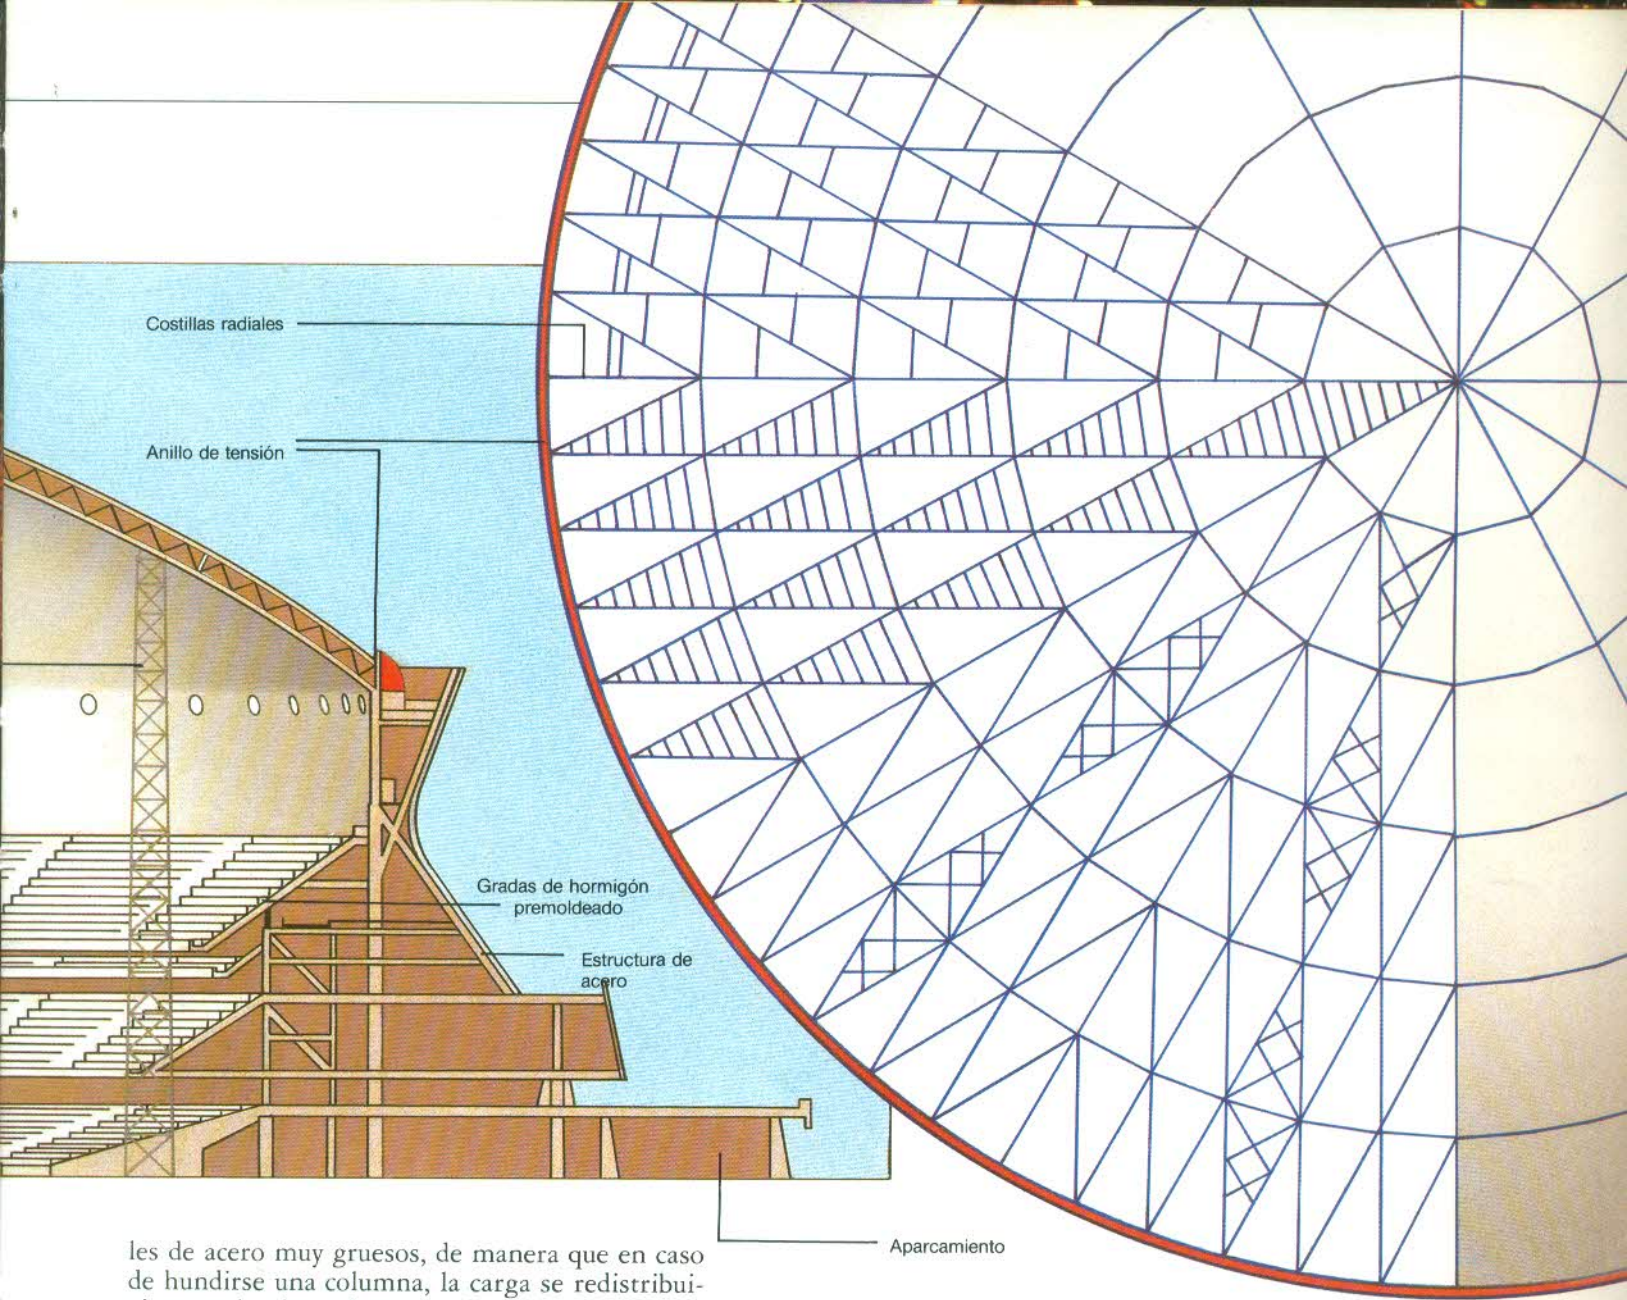 Costillas radiales
Anillo de tensión
Gradas de hormigón
premoldeado
Estructura de
acero
Aparcamiento
les de acero muy gruesos, de manera que en caso
de hundirse una columna, la carga se redistribui-